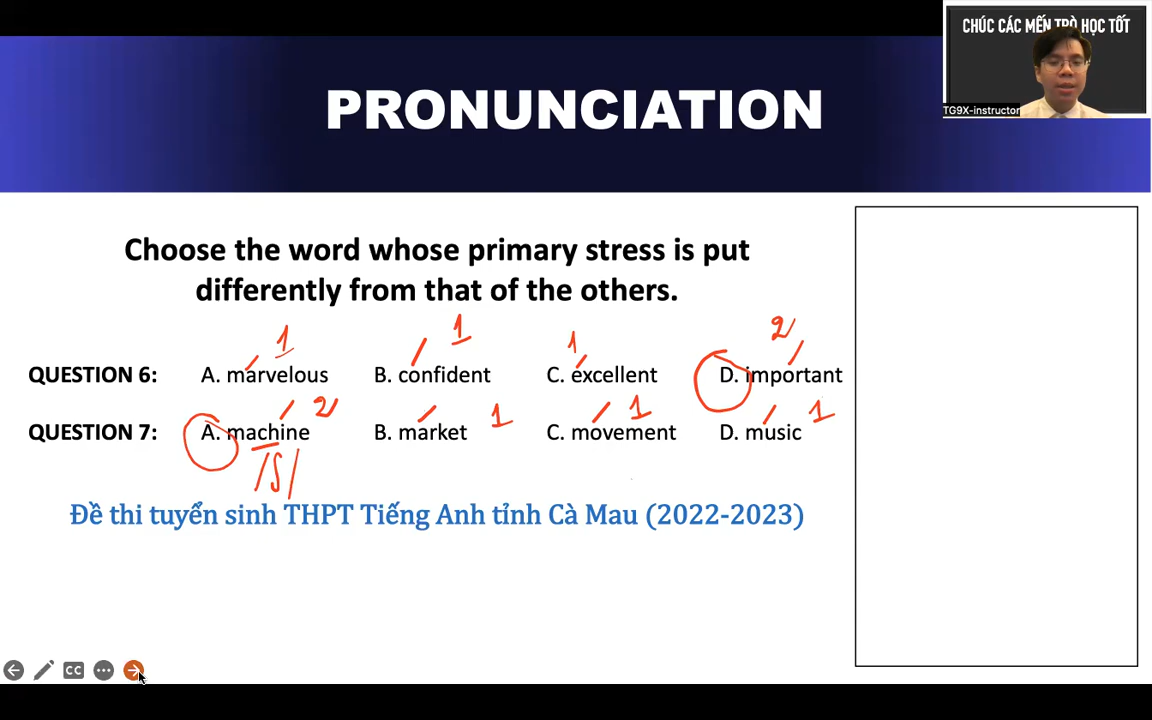 CHÚC CÁC MẾN TRÒ HỌC TỐT
TG9X-instructor
PRONUNCIATION
Choose the word whose primary stress is put
differently from that of the others.
1 1 1 2
QUESTION 6: A. marvelous B. confident C. excellent D. important
2 1 1 1
QUESTION 7: A. machine B. market C. movement D. music
/ʃ/
Đề thi tuyển sinh THPT Tiếng Anh tỉnh Cà Mau (2022-2023)
CC